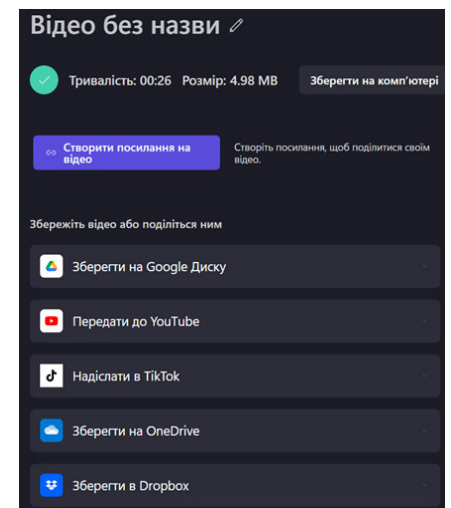 Відео без назви
Тривалість: 00:26 Розмір: 4.98 MB
Зберегти на комп'ютері
Створити посилання на
відео
Створіть посилання, щоб поділитися своїм
відео.
Збережіть відео або поділіться ним
Зберегти на Google Диску
Передати до YouTube
Надіслати в TikTok
Зберегти на OneDrive
Зберегти в Dropbox